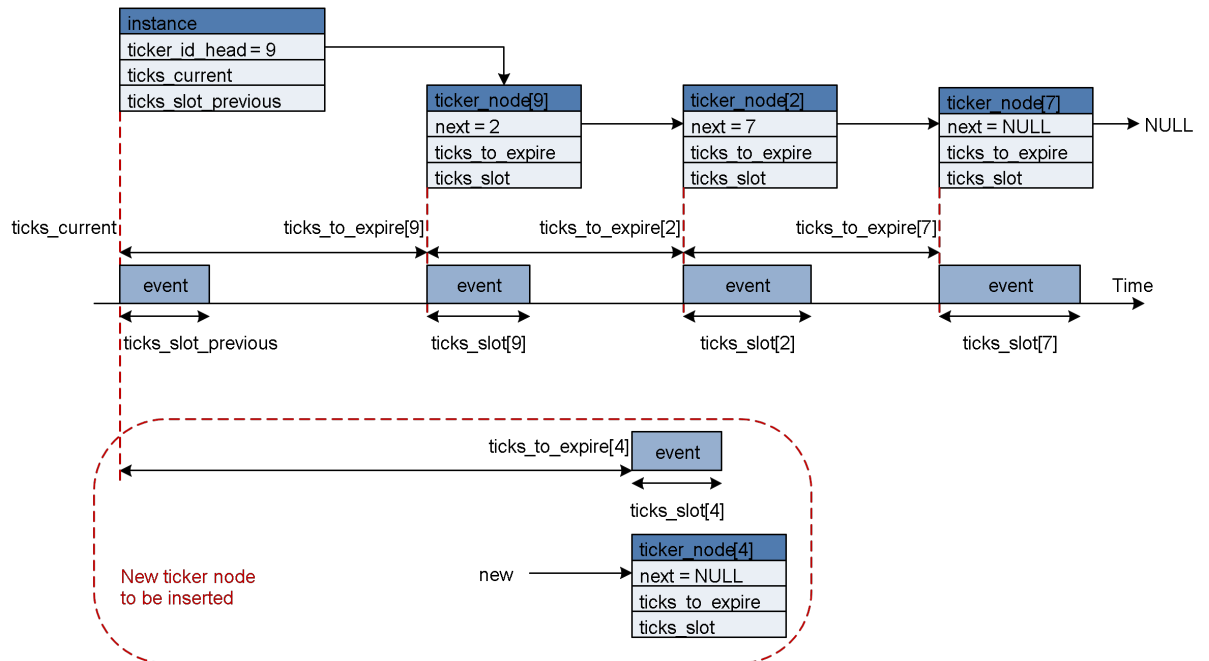 instance
ticker_id_head = 9
ticks_current
ticks_slot_previous
ticker_node[9]
next = 2
ticks_to_expire
ticks_slot
ticker_node[2]
next = 7
ticks_to_expire
ticks_slot
ticker_node[7]
next = NULL
ticks_to_expire
ticks_slot
NULL
ticks_current
ticks_to_expire[9]
ticks_to_expire[2]
ticks_to_expire[7]
event
event
event
event
Time
ticks_slot_previous
ticks_slot[9]
ticks_slot[2]
ticks_slot[7]
ticks_to_expire[4]
event
ticks_slot[4]
New ticker node
to be inserted
new
ticker_node[4]
next = NULL
ticks_to_expire
ticks_slot